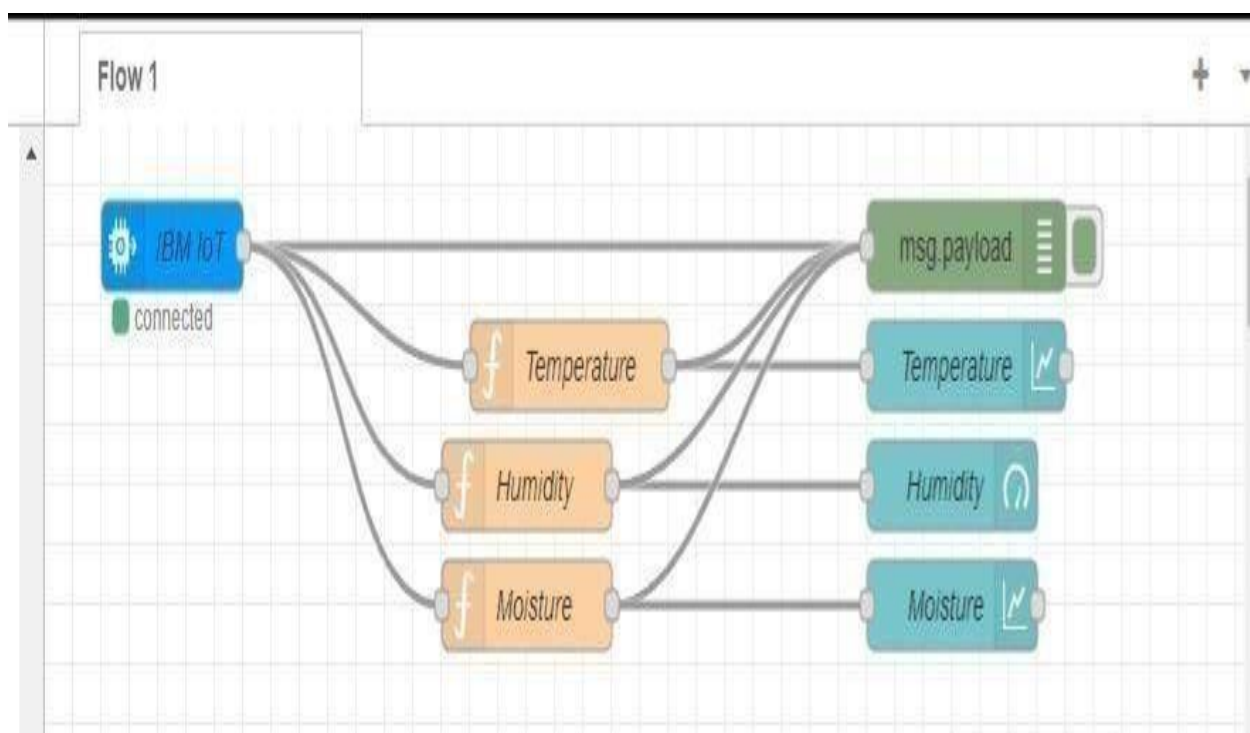 Flow 1
IBM IoT
msg.payload
connected
Temperature
Temperature
Humidity
Humidity
Moisture
Moisture